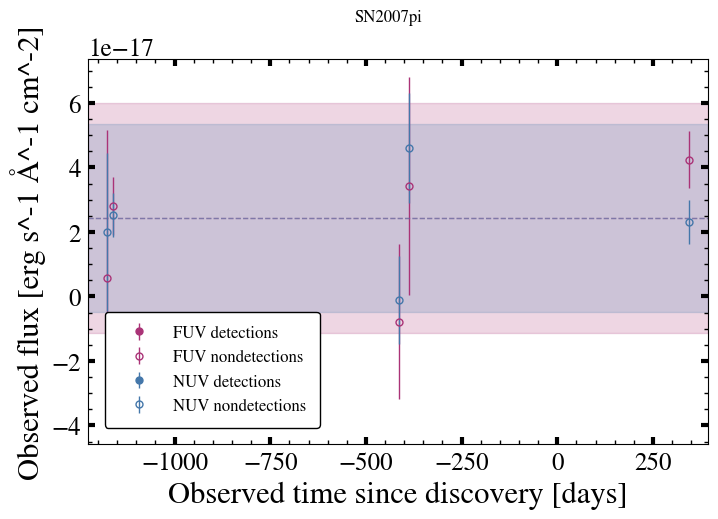 SN2007pi
1e−17
6
4
2
0
−2
−4
Observed flux [erg s^-1 Å^-1 cm^-2]
FUV detections
FUV nondetections
NUV detections
NUV nondetections
−1000 −750 −500 −250 0 250
Observed time since discovery [days]